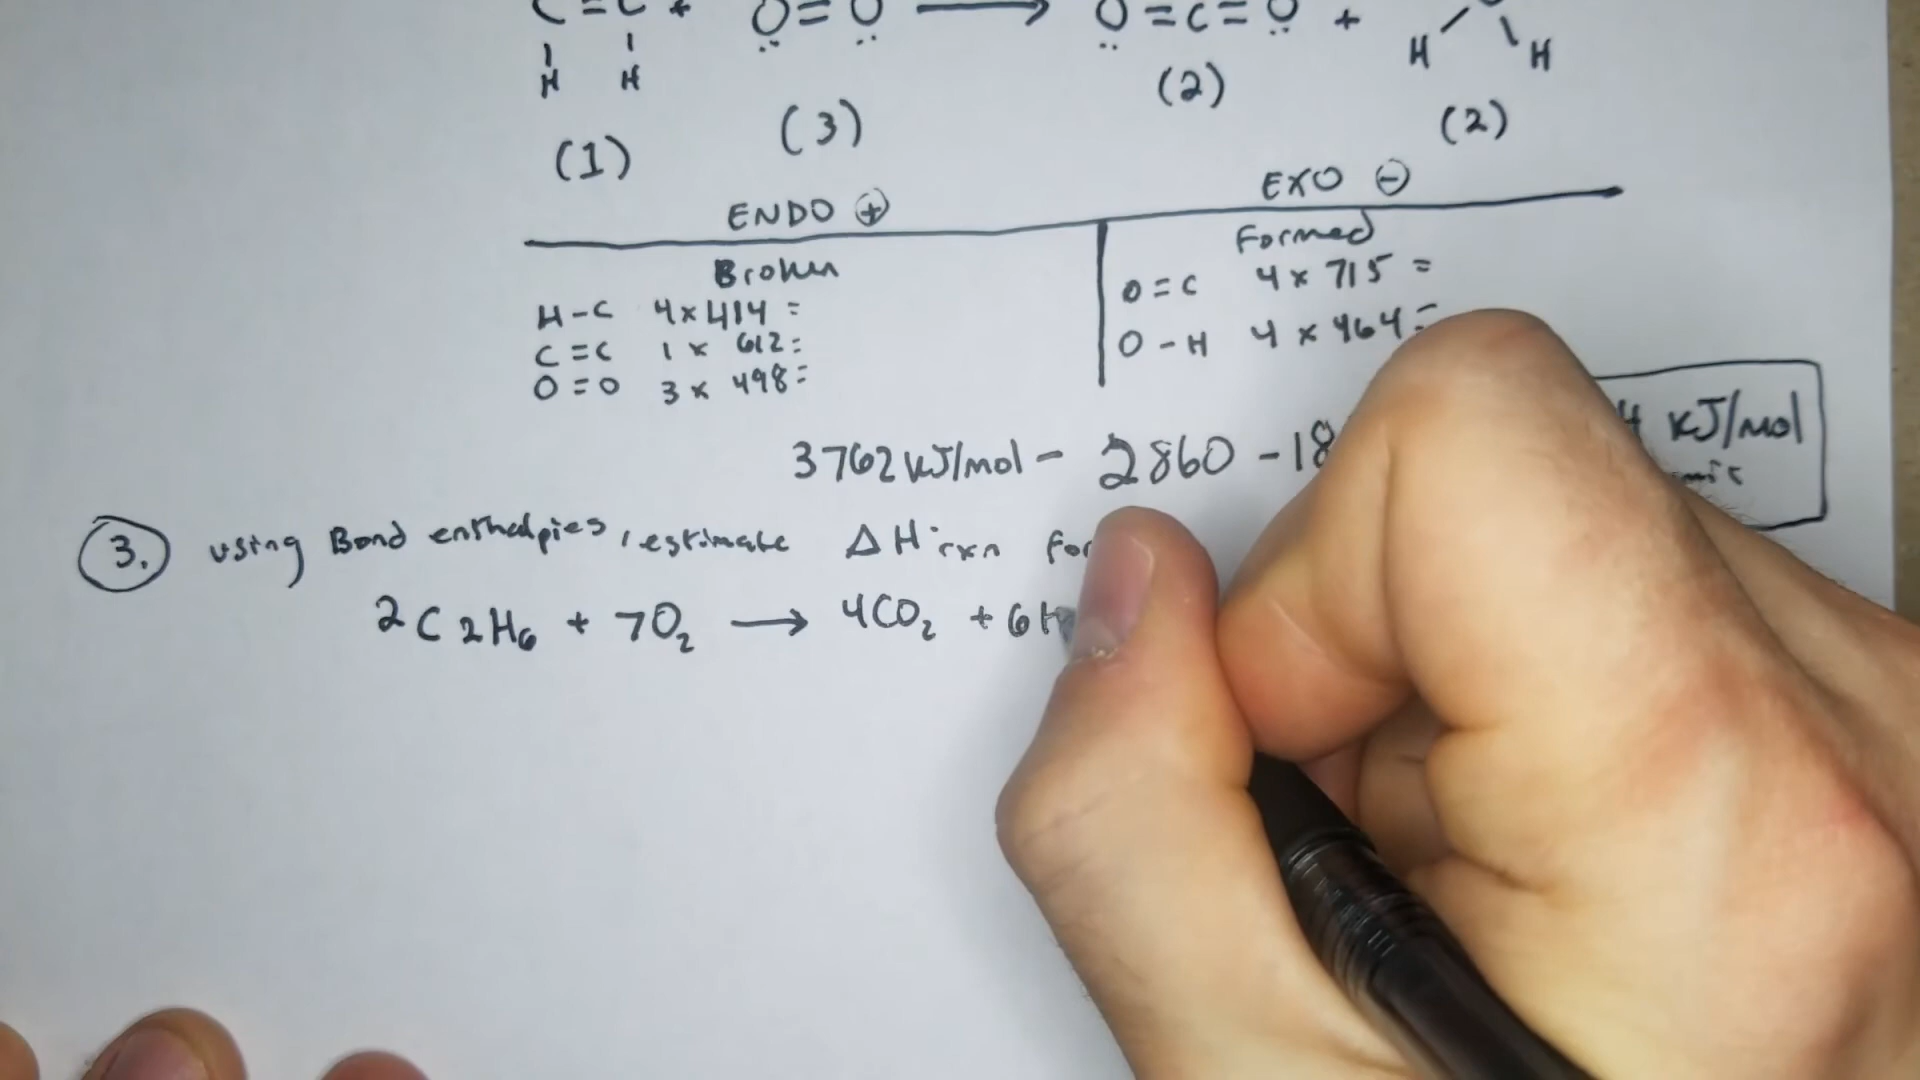 C = C + O = O → O = C = O +
H H H H
(1) (3) (2) (2)
ENDO + EXO −
Broken Formed
H-C 4 x 414 = O = C 4 x 715 =
C = C 1 x 612 = O - H 4 x 464 =
O = O 3 x 498 =
3762 kJ/mol - 2860 - 18 kJ/mol
3. using Bond enthalpies, estimate ΔH°rxn for
2C2H6 + 7O2 → 4CO2 + 6H